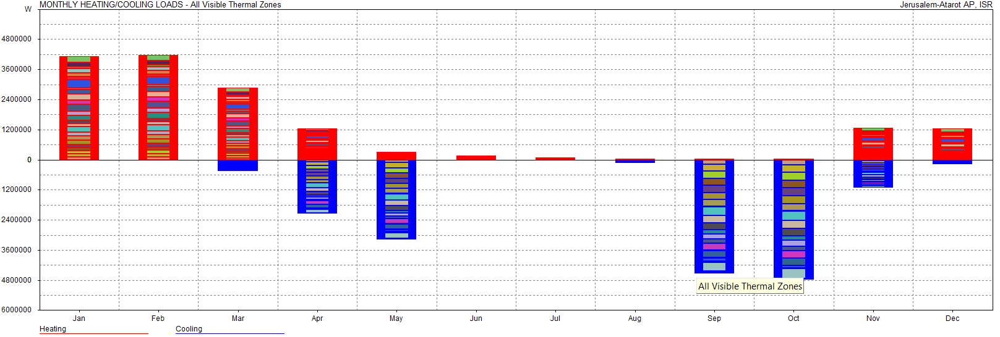 MONTHLY HEATING/COOLING LOADS - All Visible Thermal Zones
Jerusalem-Atarot AP, ISR
W
4800000
3600000
2400000
1200000
0
1200000
2400000
3600000
4800000
6000000
All Visible Thermal Zones
Jan Feb Mar Apr May Jun Jul Aug Sep Oct Nov Dec
Heating Cooling